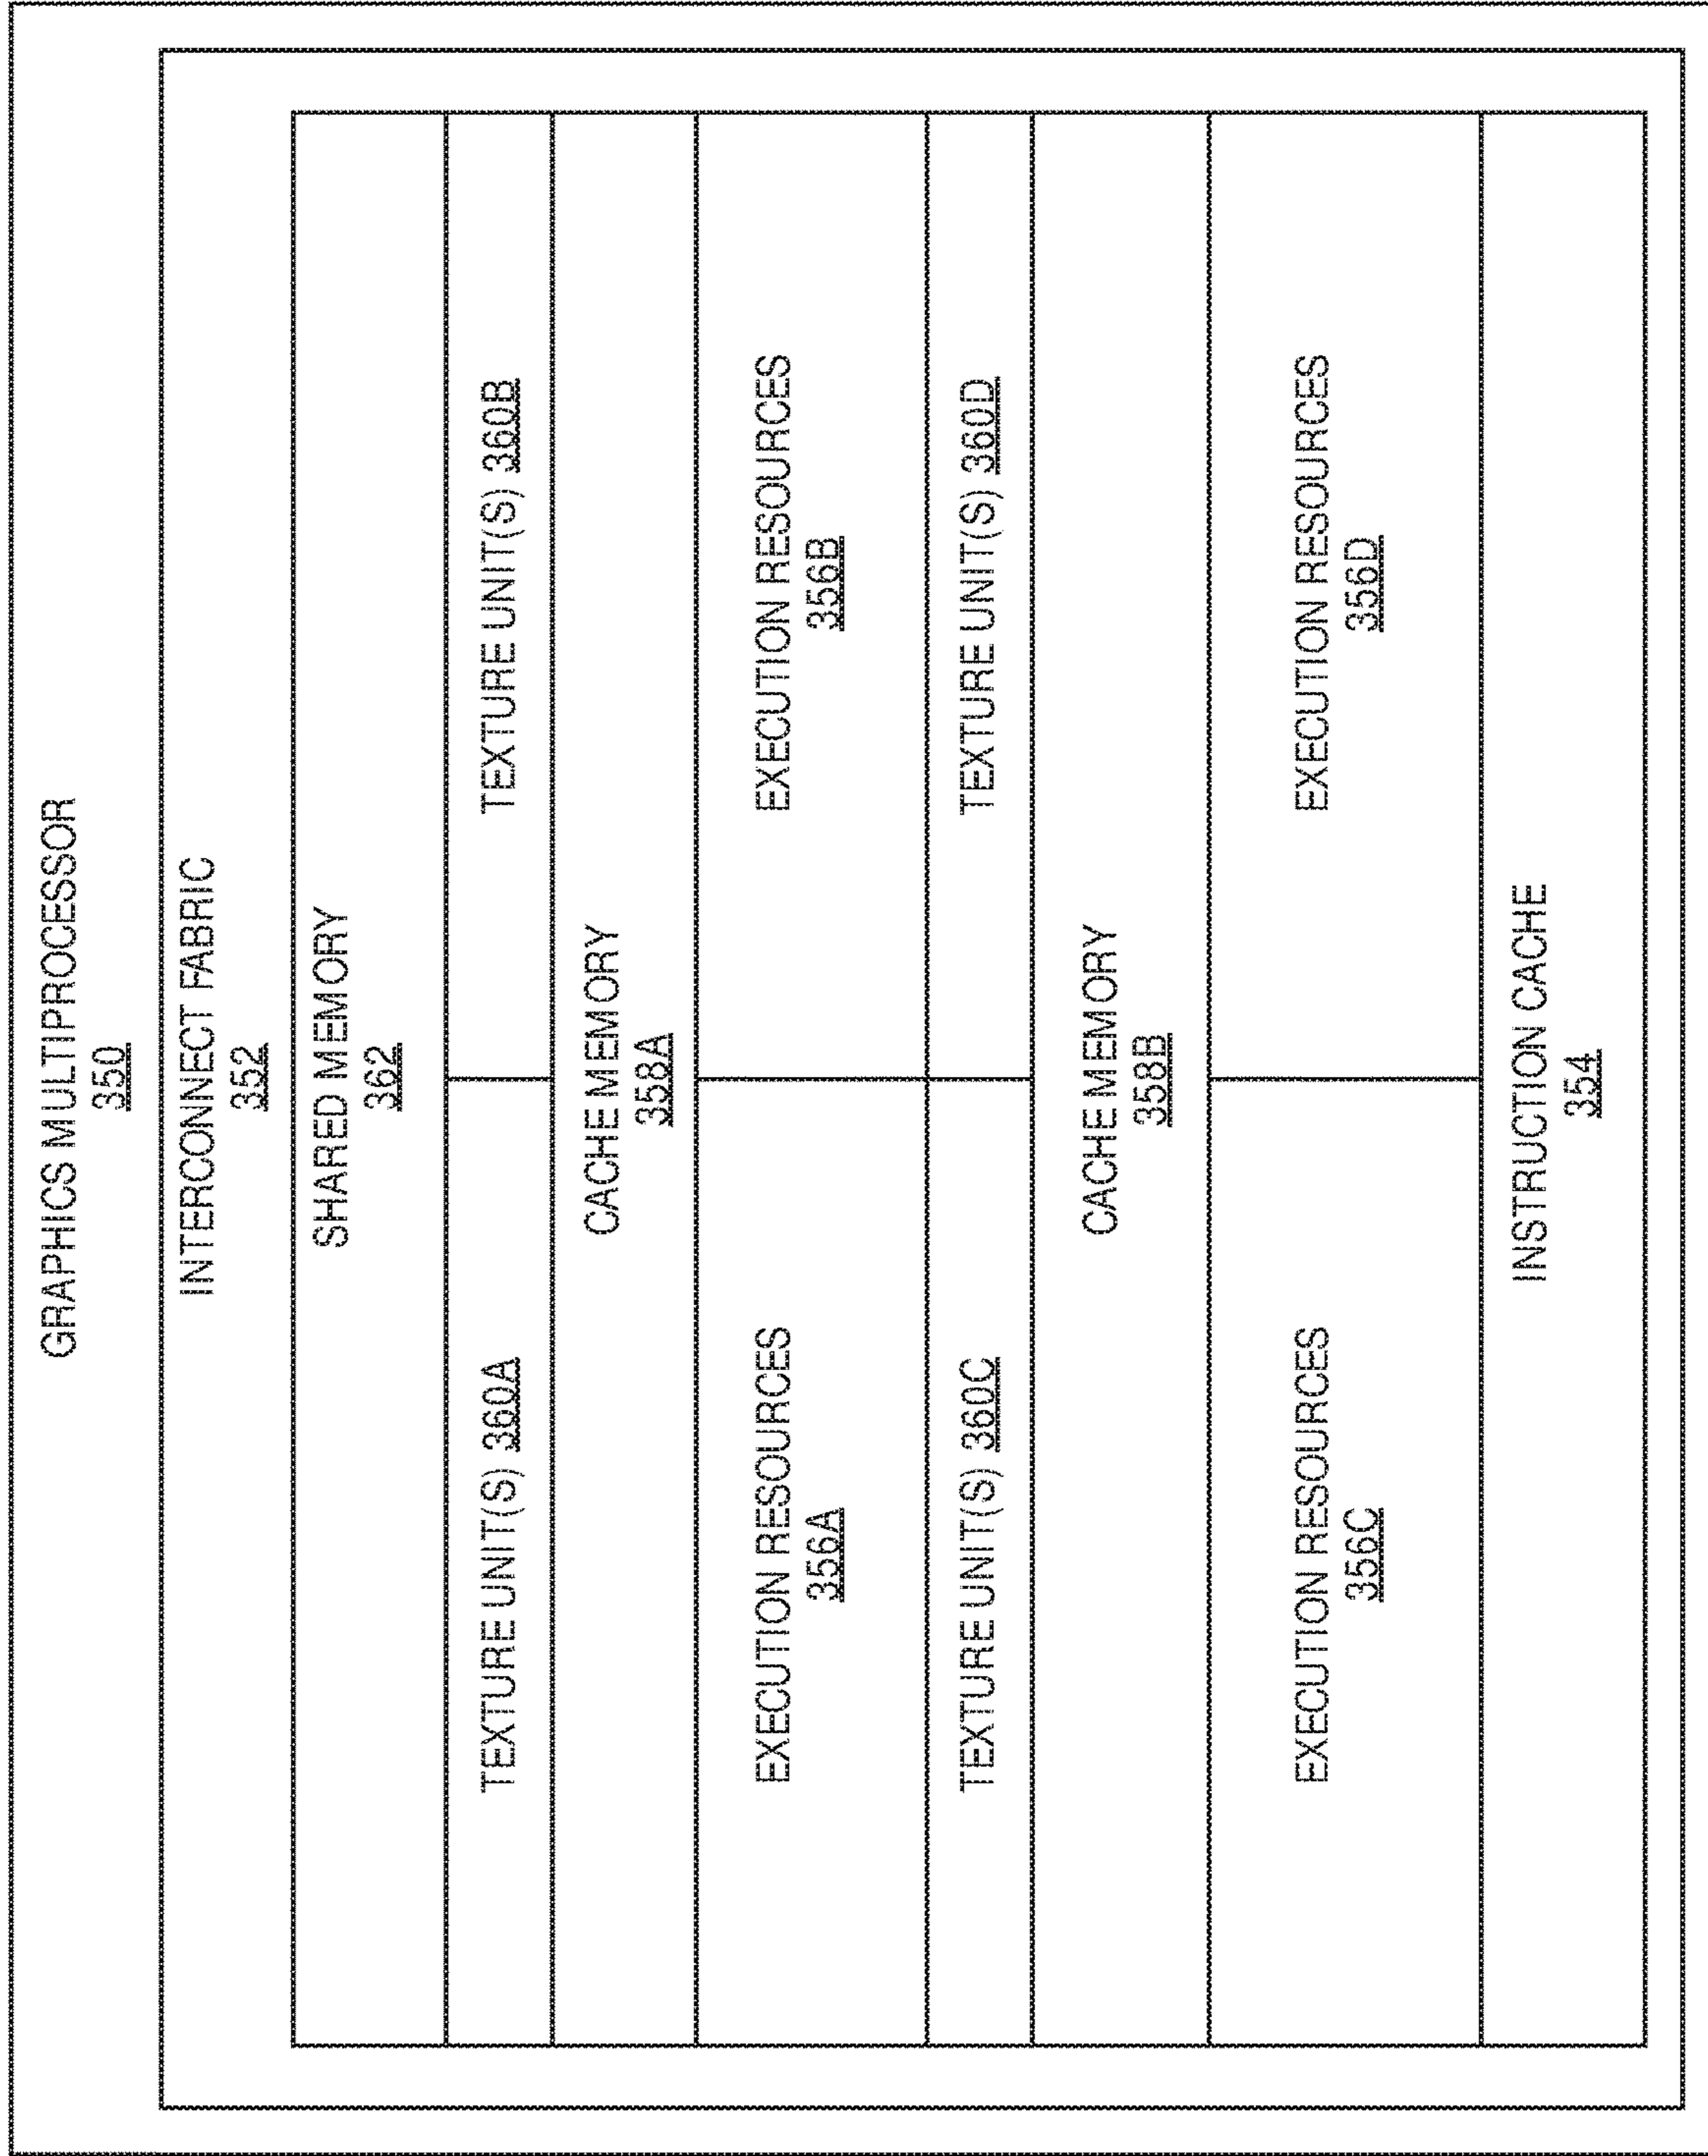 GRAPHICS MULTIPROCESSOR
350
INTERCONNECT FABRIC
352
SHARED MEMORY
362
TEXTURE UNIT(S) 360A
TEXTURE UNIT(S) 360B
CACHE MEMORY
358A
EXECUTION RESOURCES
356A
EXECUTION RESOURCES
356B
TEXTURE UNIT(S) 360C
TEXTURE UNIT(S) 360D
CACHE MEMORY
358B
EXECUTION RESOURCES
356C
EXECUTION RESOURCES
356D
INSTRUCTION CACHE
354